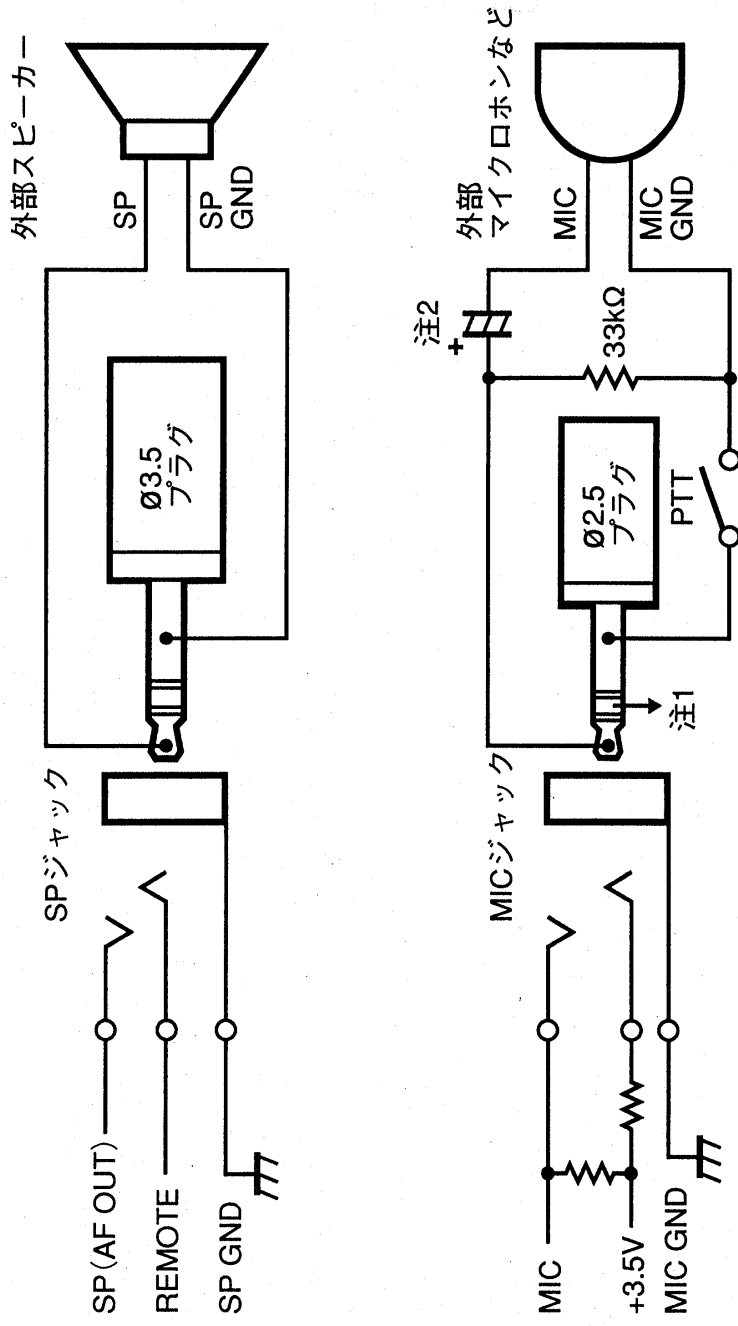 外部スピーカー
SP
SP
GND
Ø3.5
プラグ
SPジャック
SP(AF OUT)
REMOTE
SP GND
外部
マイクロホンなど
MIC
MIC
GND
注2
+
33kΩ
Ø2.5
プラグ
PTT
注1
MICジャック
MIC
+3.5V
MIC GND